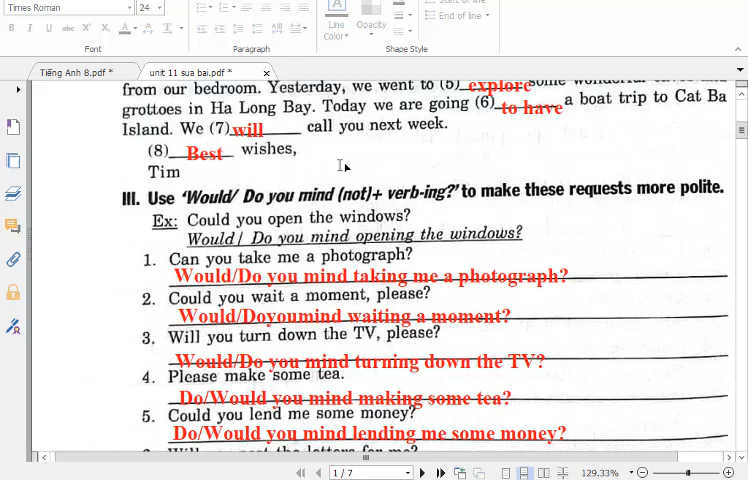 Times Roman 24
Line Color Opacity Start of line
End of line
Font Paragraph Shape Style
Tiếng Anh 8.pdf * unit 11 sua bai.pdf * ×
from our bedroom. Yesterday, we went to (5) explore some wonderful
grottoes in Ha Long Bay. Today we are going (6) to have a boat trip to Cat Ba
Island. We (7) will call you next week.
(8) Best wishes,
Tim
III. Use 'Would/ Do you mind (not)+ verb-ing?' to make these requests more polite.
Ex: Could you open the windows?
Would/ Do you mind opening the windows?
1. Can you take me a photograph?
Would/Do you mind taking me a photograph?
2. Could you wait a moment, please?
Would/Doyoumind waiting a moment?
3. Will you turn down the TV, please?
Would/Do you mind turning down the TV?
4. Please make some tea.
Do/Would you mind making some tea?
5. Could you lend me some money?
Do/Would you mind lending me some money?
1 / 7 129.33%